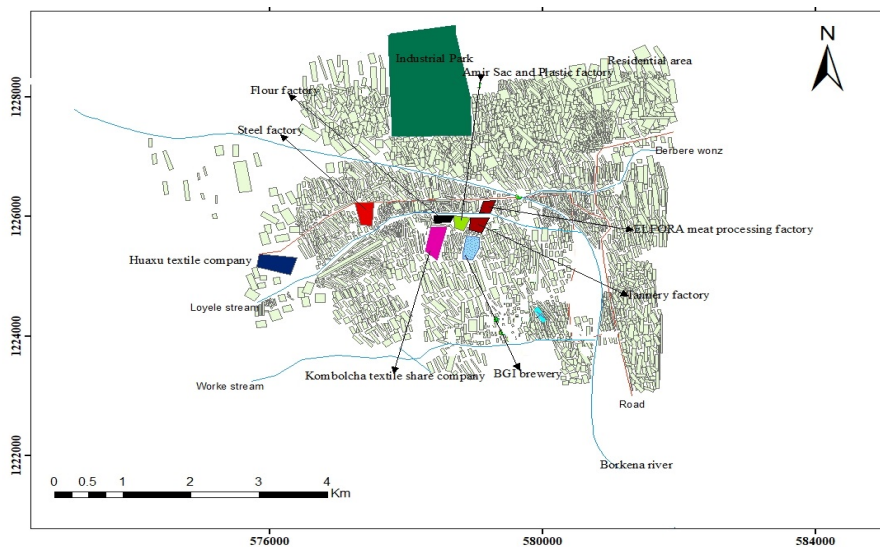 N
Industrial Park
Residential area
Amir Sac and Plastic factory
Flour factory
1228000
Steel factory
Berbere wonz
1226000
ELFORA meat processing factory
Huaxu textile company
Tannery factory
Loyele stream
1224000
Kombolcha textile share company
BGI brewery
Worke stream
Road
1222000
Borkena river
0 0.5 1 2 3 4
Km
576000 580000 584000